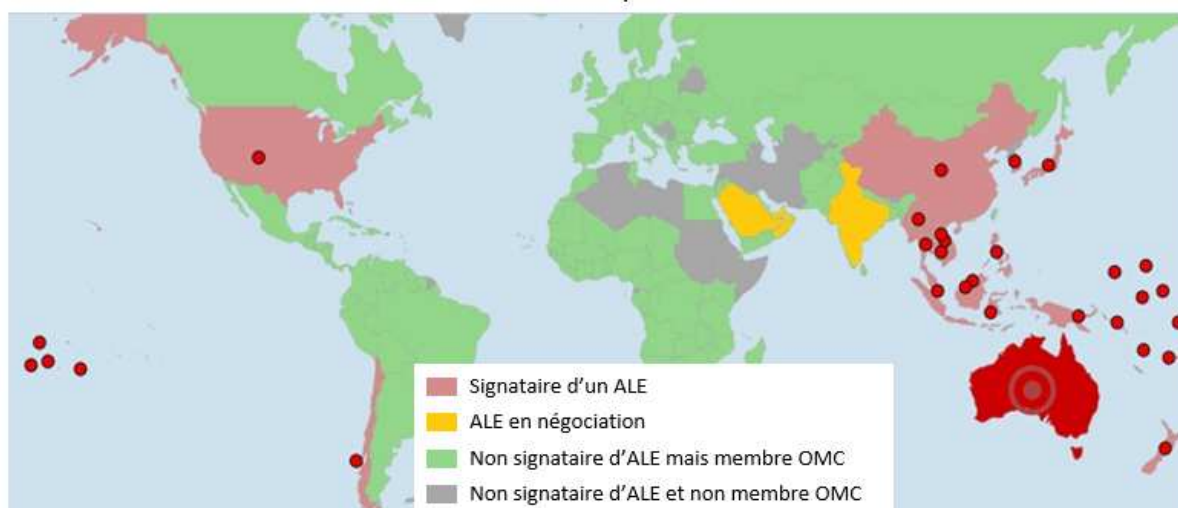 Signataire d'un ALE
ALE en négociation
Non signataire d'ALE mais membre OMC
Non signataire d'ALE et non membre OMC